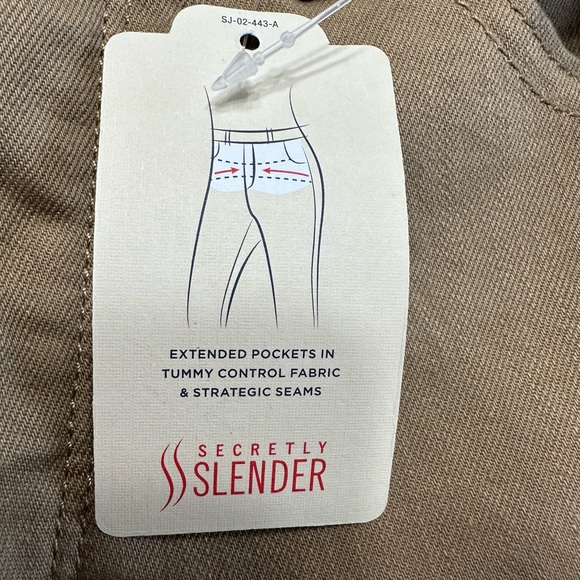 SJ-02-443-A
EXTENDED POCKETS IN
TUMMY CONTROL FABRIC
& STRATEGIC SEAMS
SECRETLY
SLENDER